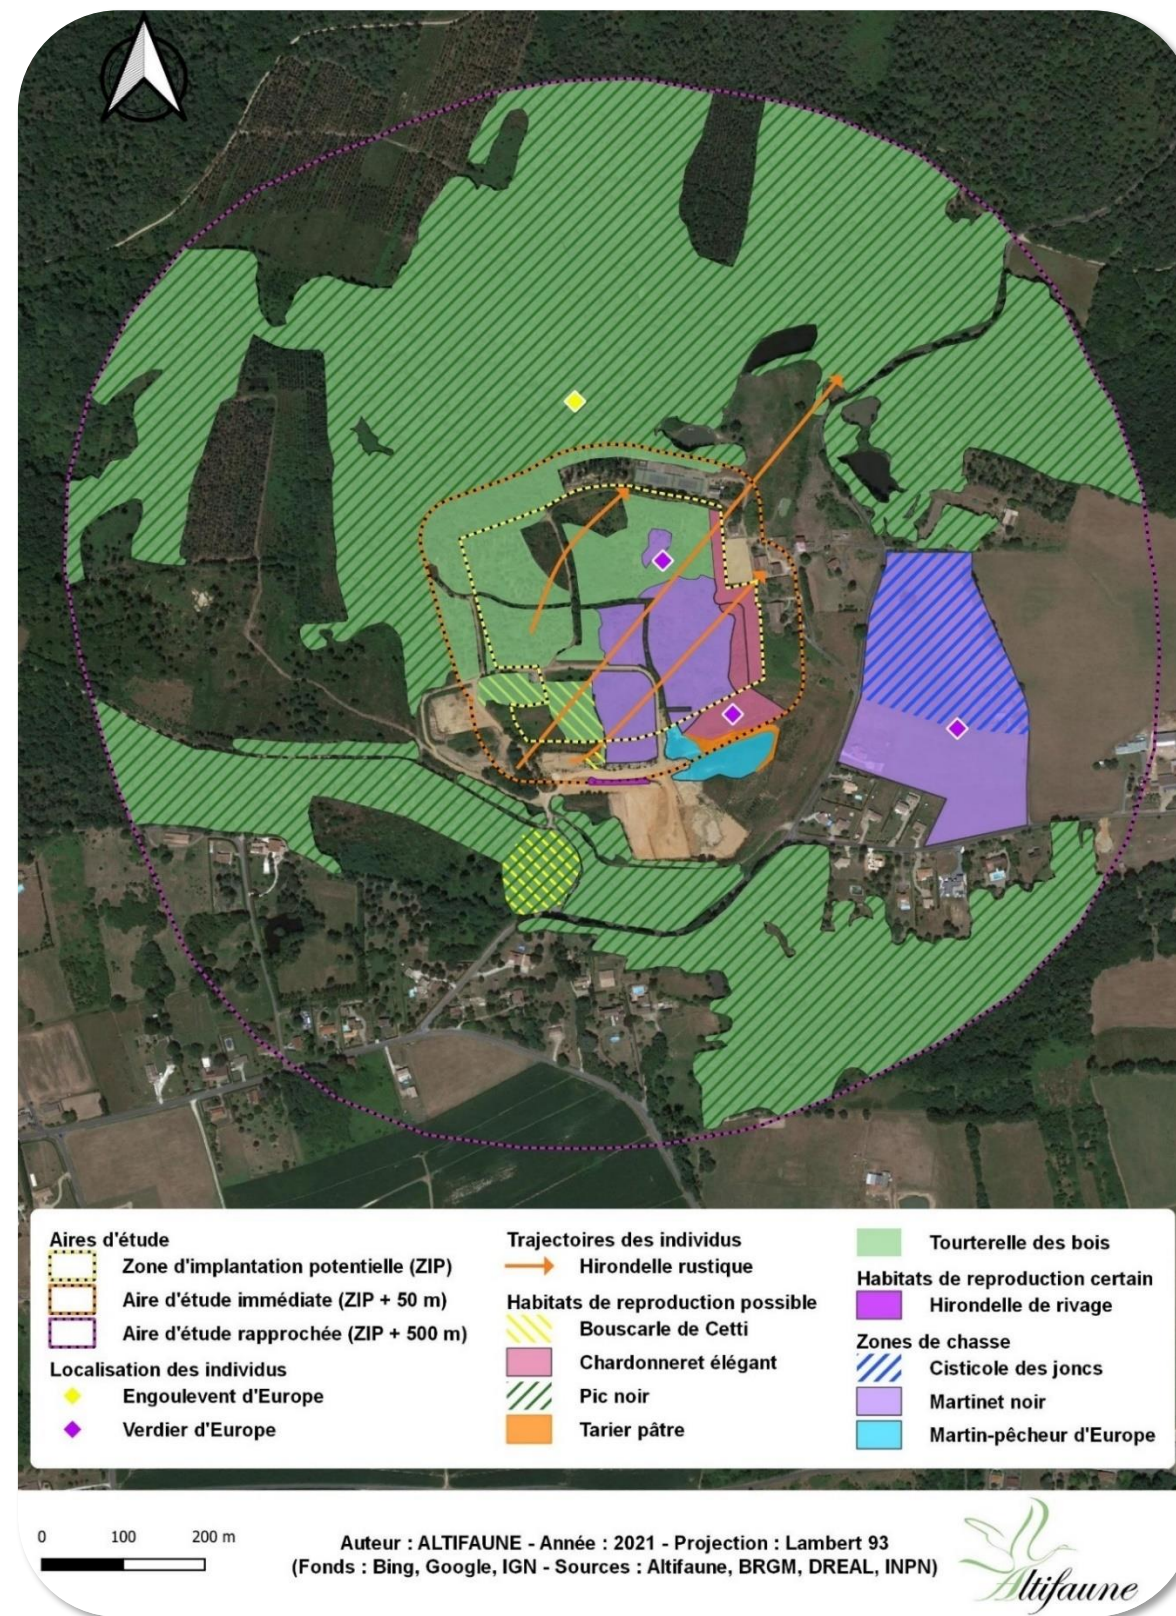 Aires d'étude
Zone d'implantation potentielle (ZIP)
Aire d'étude immédiate (ZIP + 50 m)
Aire d'étude rapprochée (ZIP + 500 m)
Localisation des individus
Engoulevent d'Europe
Verdier d'Europe
Trajectoires des individus
Hirondelle rustique
Habitats de reproduction possible
Bouscarle de Cetti
Chardonneret élégant
Pic noir
Tarier pâtre
Tourterelle des bois
Habitats de reproduction certain
Hirondelle de rivage
Zones de chasse
Cisticole des joncs
Martinet noir
Martin-pêcheur d'Europe
0 100 200 m
Auteur : ALTIFAUNE - Année : 2021 - Projection : Lambert 93
(Fonds : Bing, Google, IGN - Sources : Altifaune, BRGM, DREAL, INPN)
Altifaune